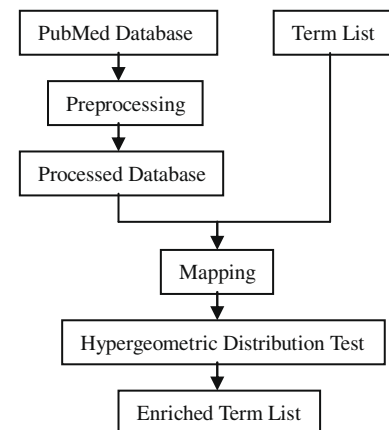 PubMed Database
Term List
Preprocessing
Processed Database
Mapping
Hypergeometric Distribution Test
Enriched Term List